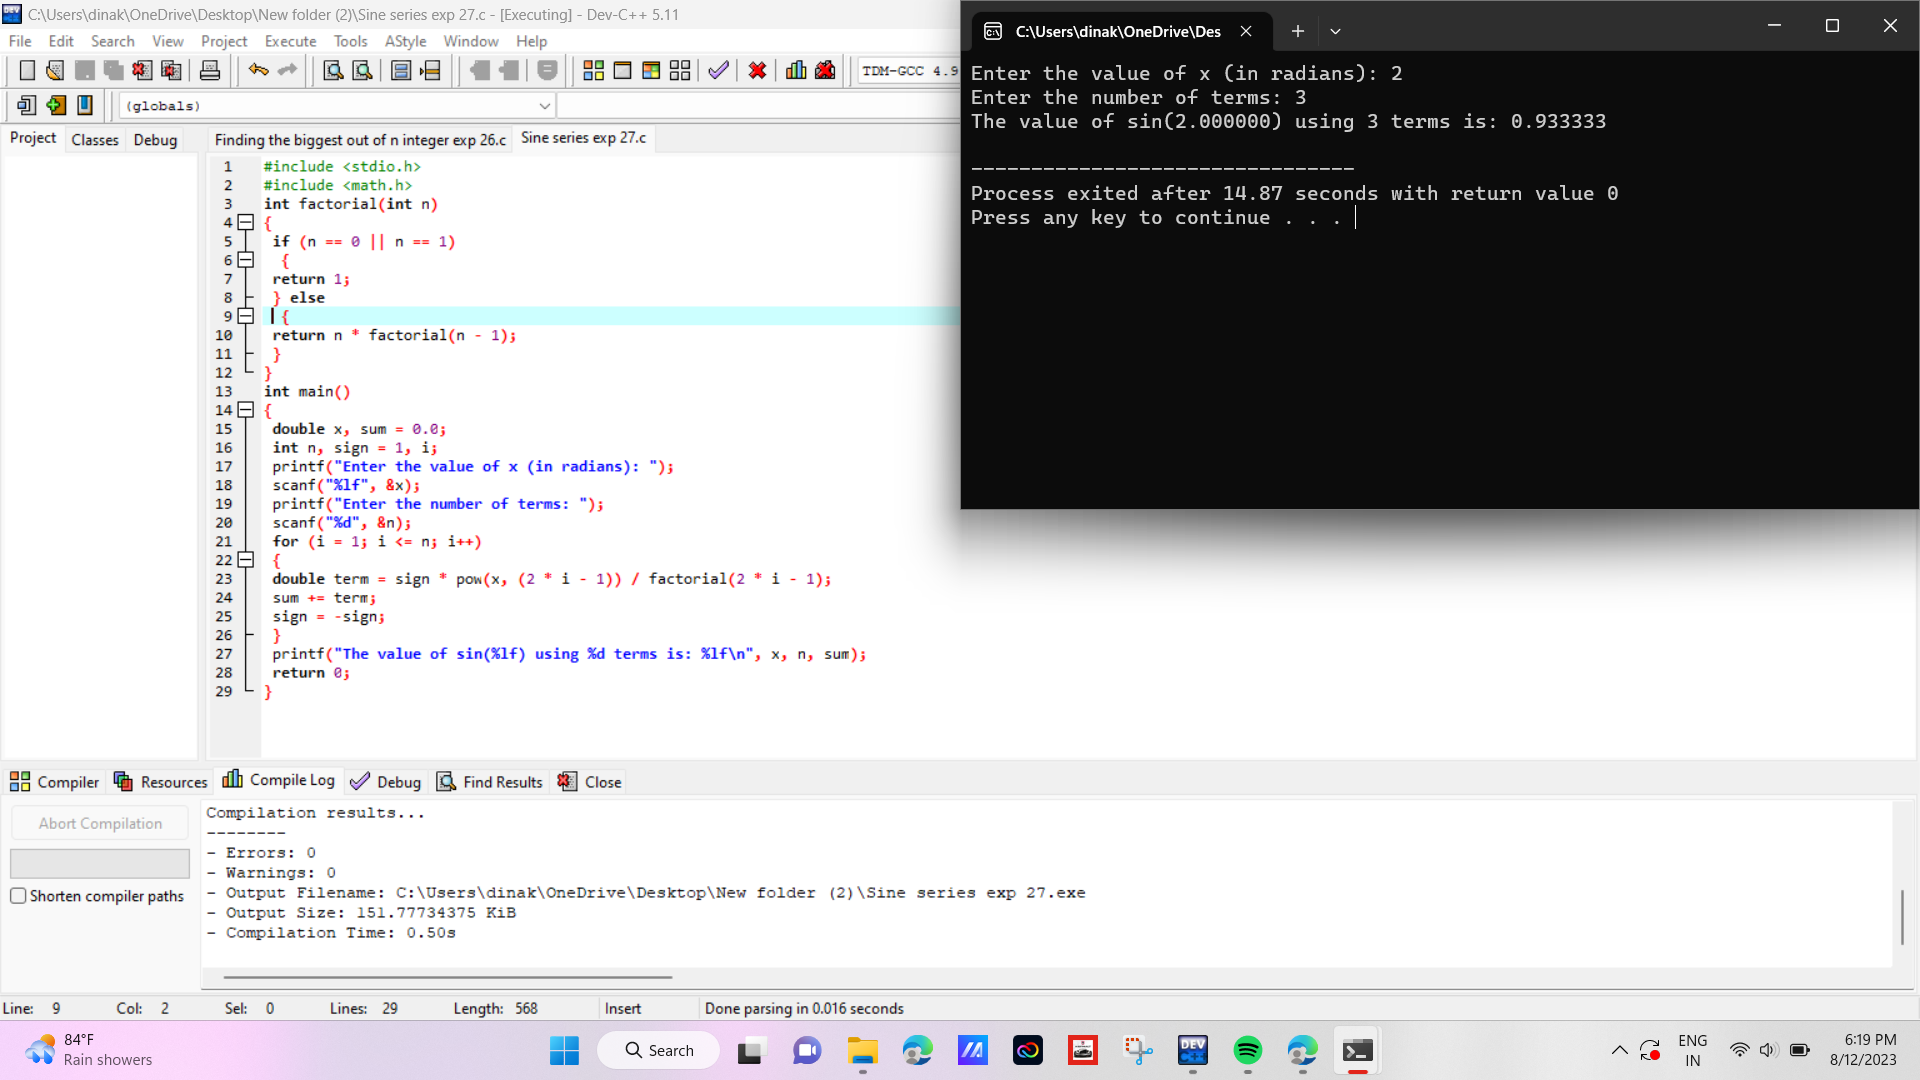 C:\Users\dinak\OneDrive\Desktop\New folder (2)\Sine series exp 27.c - [Executing] - Dev-C++ 5.11
File Edit Search View Project Execute Tools AStyle Window Help
TDM-GCC 4.9
(globals)
Project Classes Debug
Finding the biggest out of n integer exp 26.c Sine series exp 27.c
1 #include <stdio.h>
2 #include <math.h>
3 int factorial(int n)
4 {
5 if (n == 0 || n == 1)
6 {
7 return 1;
8 } else
9 {
10 return n * factorial(n - 1);
11 }
12 }
13 int main()
14 {
15 double x, sum = 0.0;
16 int n, sign = 1, i;
17 printf("Enter the value of x (in radians): ");
18 scanf("%lf", &x);
19 printf("Enter the number of terms: ");
20 scanf("%d", &n);
21 for (i = 1; i <= n; i++)
22 {
23 double term = sign * pow(x, (2 * i - 1)) / factorial(2 * i - 1);
24 sum += term;
25 sign = -sign;
26 }
27 printf("The value of sin(%lf) using %d terms is: %lf\n", x, n, sum);
28 return 0;
29 }
C:\Users\dinak\OneDrive\Des
Enter the value of x (in radians): 2
Enter the number of terms: 3
The value of sin(2.000000) using 3 terms is: 0.933333
--------------------------------
Process exited after 14.87 seconds with return value 0
Press any key to continue . . .
Compiler Resources Compile Log Debug Find Results Close
Abort Compilation
Shorten compiler paths
Compilation results...
--------
- Errors: 0
- Warnings: 0
- Output Filename: C:\Users\dinak\OneDrive\Desktop\New folder (2)\Sine series exp 27.exe
- Output Size: 151.77734375 KiB
- Compilation Time: 0.50s
Line: 9 Col: 2 Sel: 0 Lines: 29 Length: 568 Insert Done parsing in 0.016 seconds
84°F
Rain showers
Search
DEV
ENG
IN
6:19 PM
8/12/2023